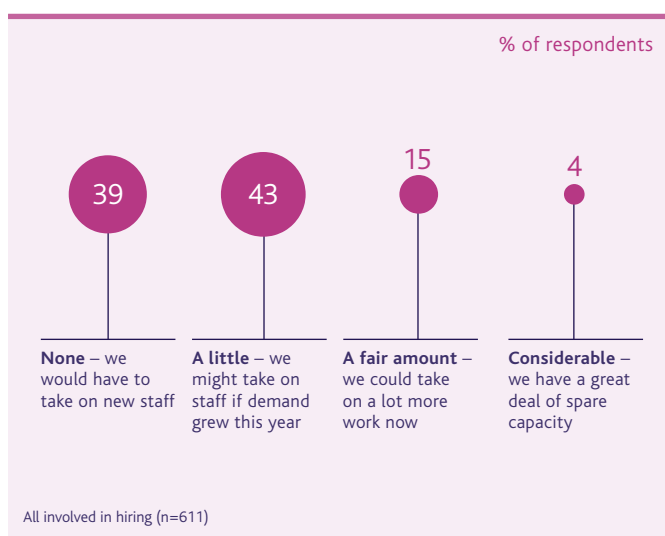 % of respondents
39
43
15
4
None – we
would have to
take on new staff
A little – we
might take on
staff if demand
grew this year
A fair amount –
we could take
on a lot more
work now
Considerable –
we have a great
deal of spare
capacity
All involved in hiring (n=611)